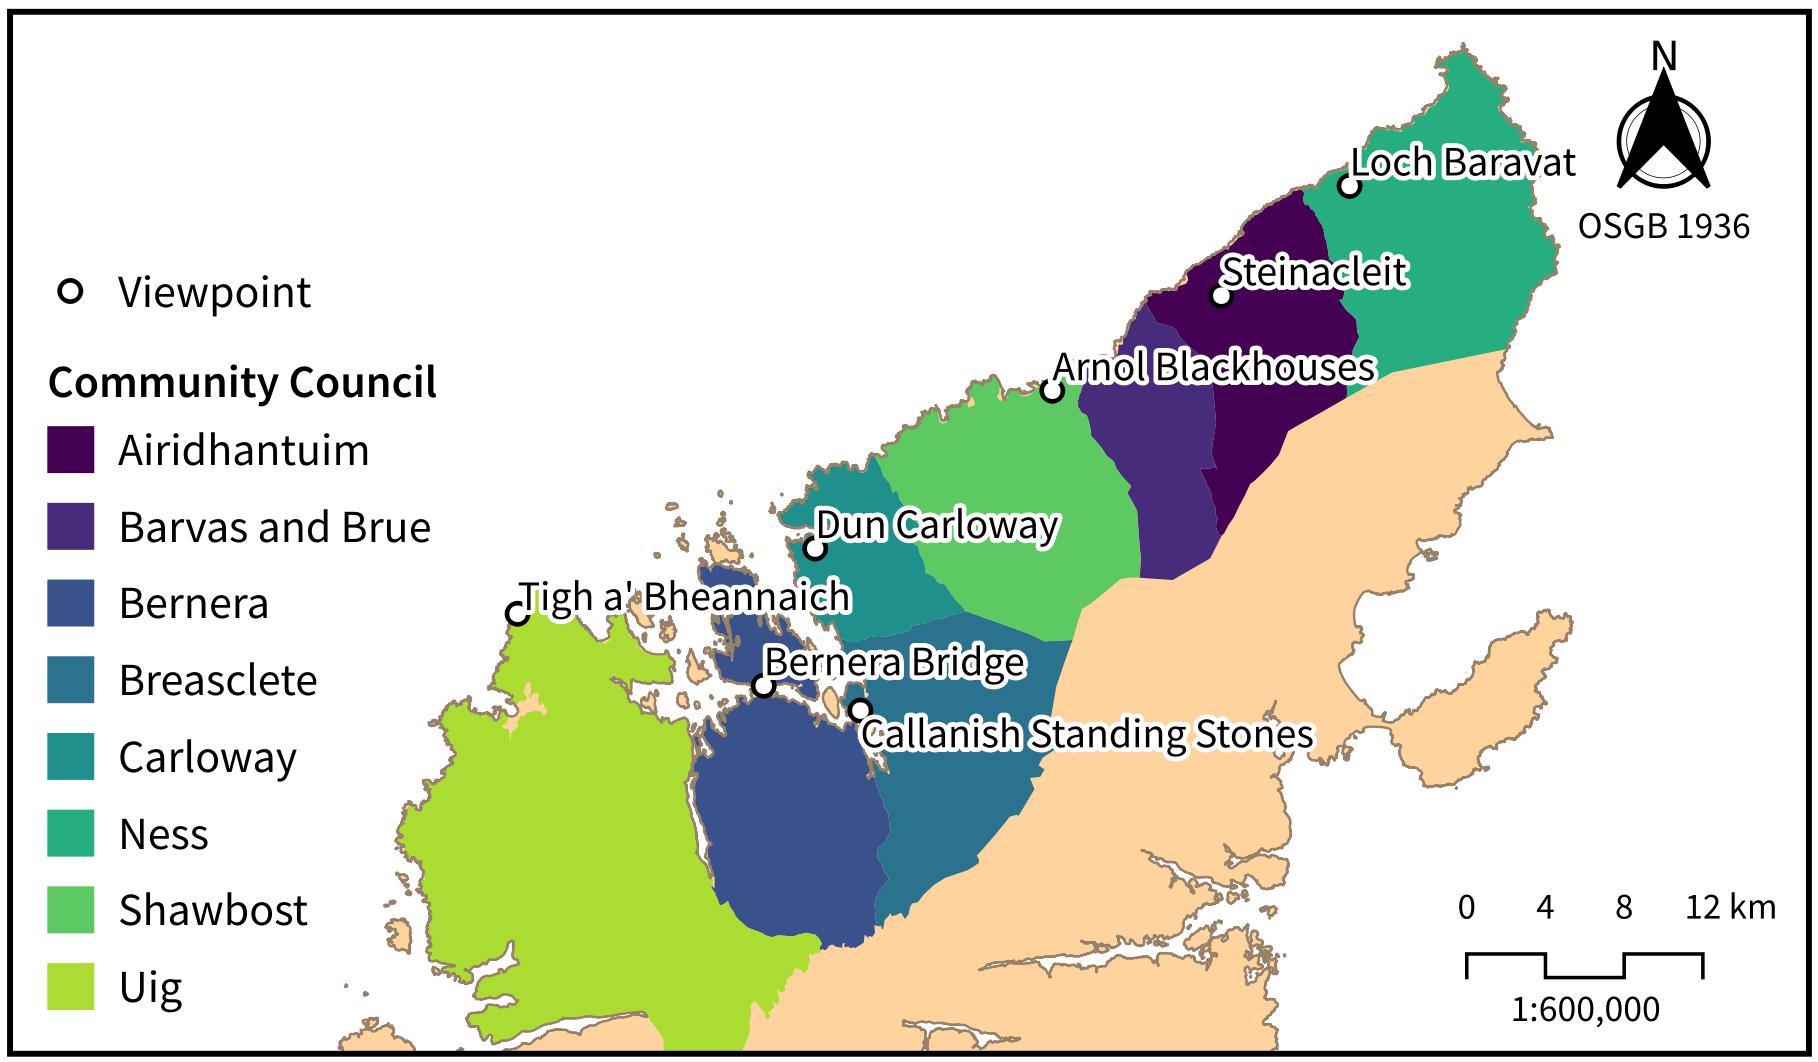 N
OSGB 1936
Loch Baravat
Steinacleit
Arnol Blackhouses
Dun Carloway
Tigh a' Bheannaich
Bernera Bridge
Callanish Standing Stones
Viewpoint
Community Council
Airidhantuim
Barvas and Brue
Bernera
Breasclete
Carloway
Ness
Shawbost
Uig
0 4 8 12 km
1:600,000